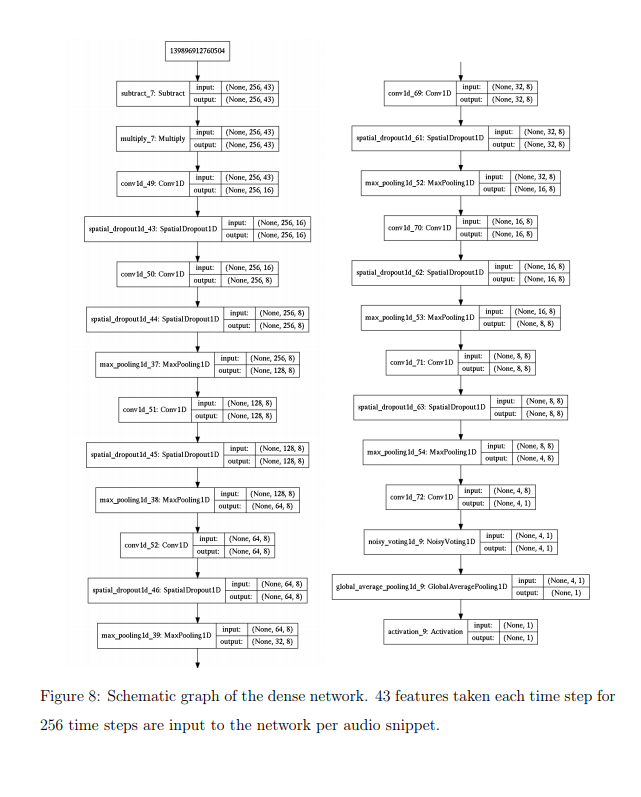 139896912760504
subtract_7: Subtract input: (None, 256, 43)
output: (None, 256, 43)
multiply_7: Multiply input: (None, 256, 43)
output: (None, 256, 43)
conv1d_49: Conv1D input: (None, 256, 43)
output: (None, 256, 16)
spatial_dropout1d_43: SpatialDropout1D input: (None, 256, 16)
output: (None, 256, 16)
conv1d_50: Conv1D input: (None, 256, 16)
output: (None, 256, 8)
spatial_dropout1d_44: SpatialDropout1D input: (None, 256, 8)
output: (None, 256, 8)
max_pooling1d_37: MaxPooling1D input: (None, 256, 8)
output: (None, 128, 8)
conv1d_51: Conv1D input: (None, 128, 8)
output: (None, 128, 8)
spatial_dropout1d_45: SpatialDropout1D input: (None, 128, 8)
output: (None, 128, 8)
max_pooling1d_38: MaxPooling1D input: (None, 128, 8)
output: (None, 64, 8)
conv1d_52: Conv1D input: (None, 64, 8)
output: (None, 64, 8)
spatial_dropout1d_46: SpatialDropout1D input: (None, 64, 8)
output: (None, 64, 8)
max_pooling1d_39: MaxPooling1D input: (None, 64, 8)
output: (None, 32, 8)
conv1d_69: Conv1D input: (None, 32, 8)
output: (None, 32, 8)
spatial_dropout1d_61: SpatialDropout1D input: (None, 32, 8)
output: (None, 32, 8)
max_pooling1d_52: MaxPooling1D input: (None, 32, 8)
output: (None, 16, 8)
conv1d_70: Conv1D input: (None, 16, 8)
output: (None, 16, 8)
spatial_dropout1d_62: SpatialDropout1D input: (None, 16, 8)
output: (None, 16, 8)
max_pooling1d_53: MaxPooling1D input: (None, 16, 8)
output: (None, 8, 8)
conv1d_71: Conv1D input: (None, 8, 8)
output: (None, 8, 8)
spatial_dropout1d_63: SpatialDropout1D input: (None, 8, 8)
output: (None, 8, 8)
max_pooling1d_54: MaxPooling1D input: (None, 8, 8)
output: (None, 4, 8)
conv1d_72: Conv1D input: (None, 4, 8)
output: (None, 4, 1)
noisy_voting1d_9: NoisyVoting1D input: (None, 4, 1)
output: (None, 4, 1)
global_average_pooling1d_9: GlobalAveragePooling1D input: (None, 4, 1)
output: (None, 1)
activation_9: Activation input: (None, 1)
output: (None, 1)
Figure 8: Schematic graph of the dense network. 43 features taken each time step for
256 time steps are input to the network per audio snippet.